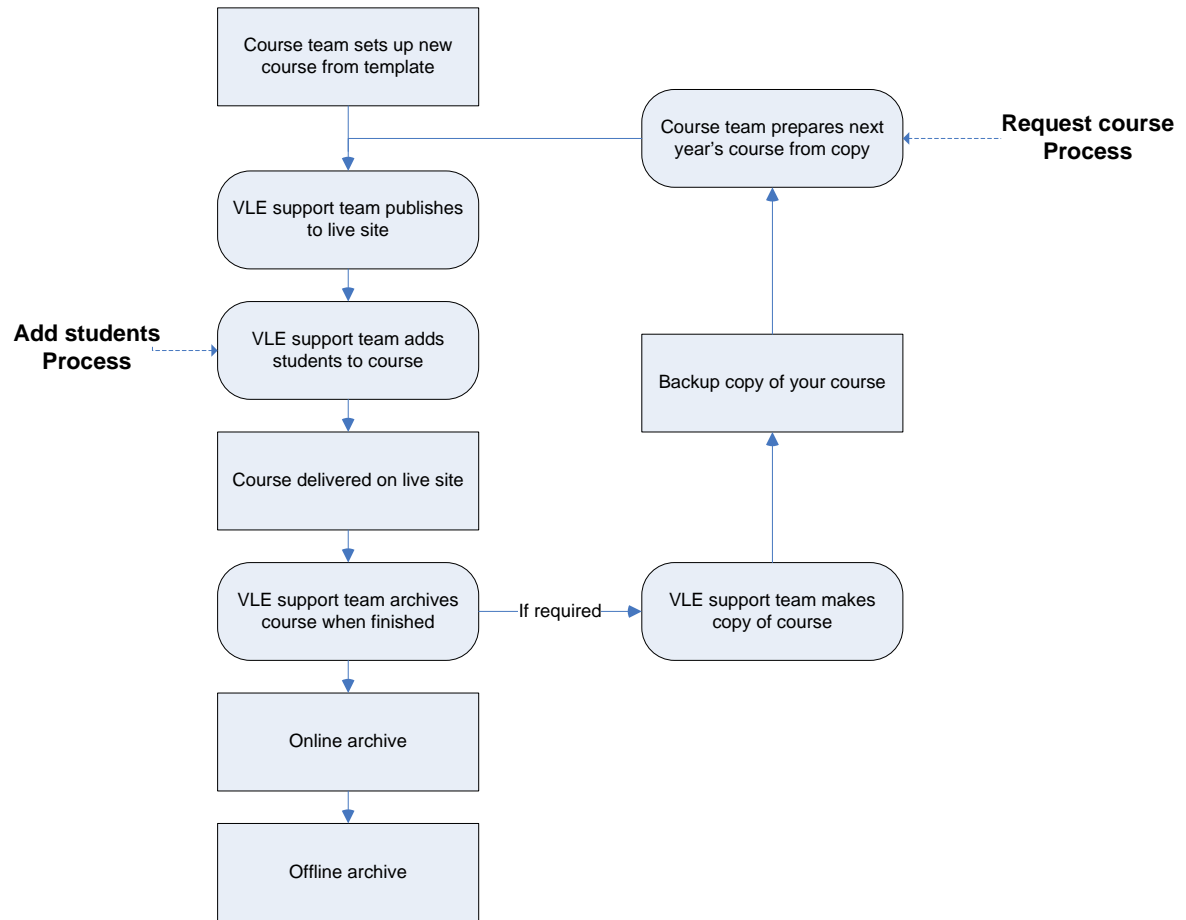 Course team sets up new
course from template
Course team prepares next
year's course from copy
Request course
Process
VLE support team publishes
to live site
Add students
Process
VLE support team adds
students to course
Backup copy of your course
Course delivered on live site
VLE support team archives
course when finished
If required
VLE support team makes
copy of course
Online archive
Offline archive